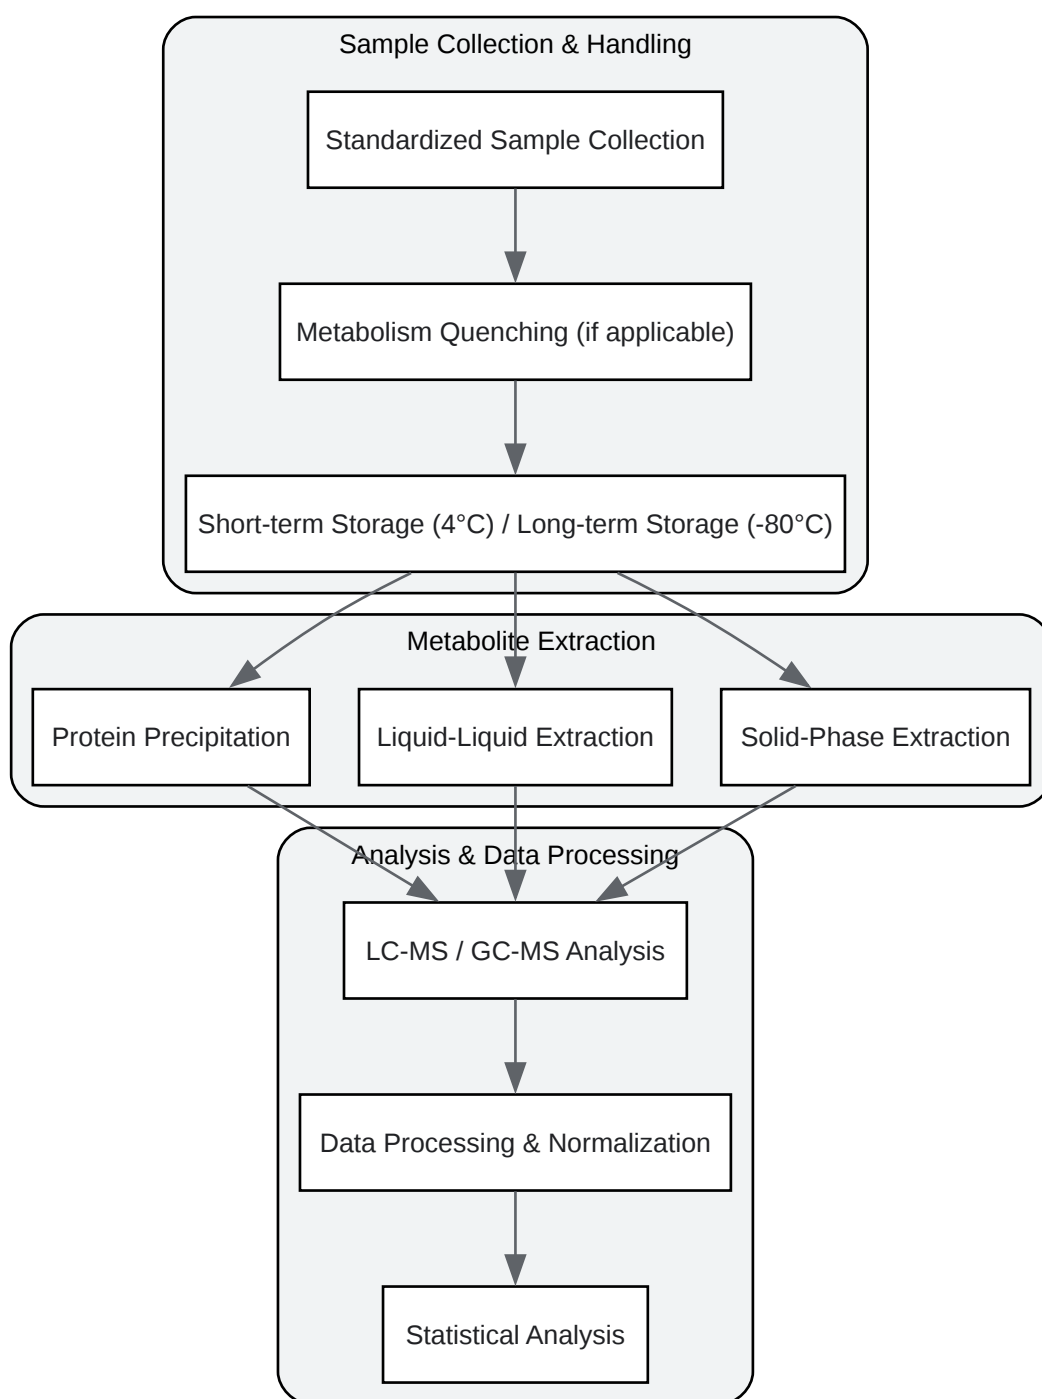 Sample Collection & Handling
Standardized Sample Collection
Metabolism Quenching (if applicable)
Short-term Storage (4°C) / Long-term Storage (-80°C)
Metabolite Extraction
Protein Precipitation
Liquid-Liquid Extraction
Solid-Phase Extraction
Analysis & Data Processing
LC-MS / GC-MS Analysis
Data Processing & Normalization
Statistical Analysis